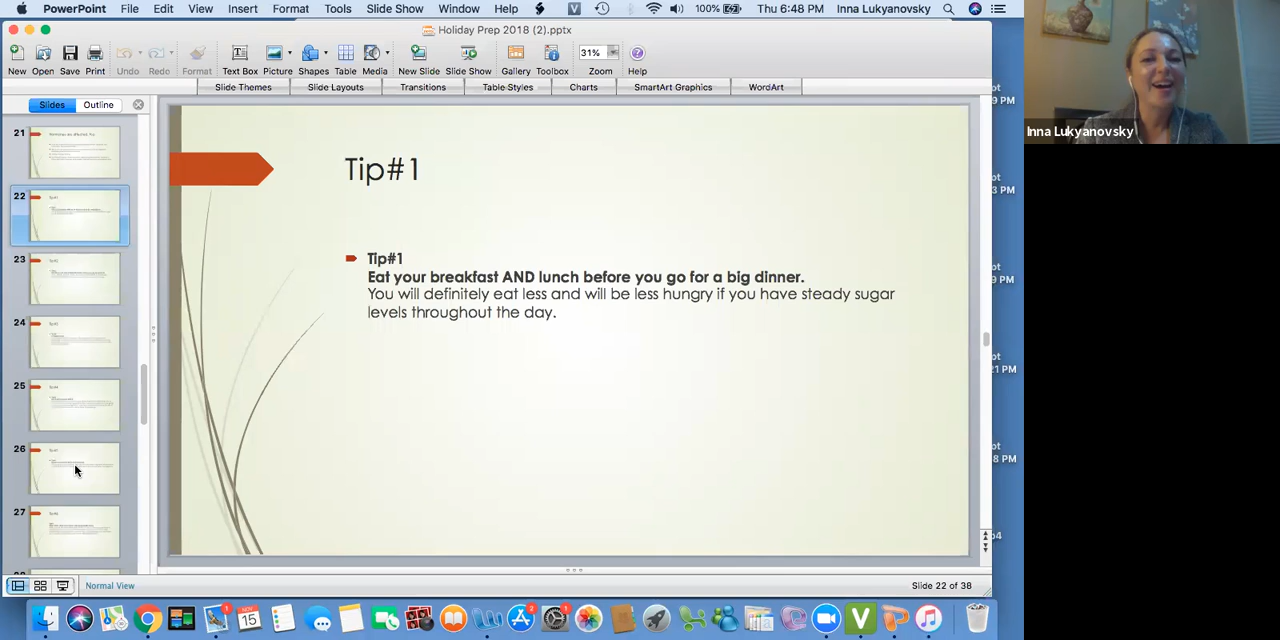 PowerPoint File Edit View Insert Format Tools Slide Show Window Help 100% Thu 6:48 PM Inna Lukyanovsky
Holiday Prep 2018 (2).pptx
New Open Save Print Undo Redo Format Text Box Picture Shapes Table Media New Slide Slide Show Gallery Toolbox 31% Zoom Help
Slide Themes Slide Layouts Transitions Table Styles Charts SmartArt Graphics WordArt
Slides Outline
21
22
23
24
25
26
27
Tip#1
Tip#1
Eat your breakfast AND lunch before you go for a big dinner.
You will definitely eat less and will be less hungry if you have steady sugar
levels throughout the day.
Normal View
Slide 22 of 38
Inna Lukyanovsky
NOV
15